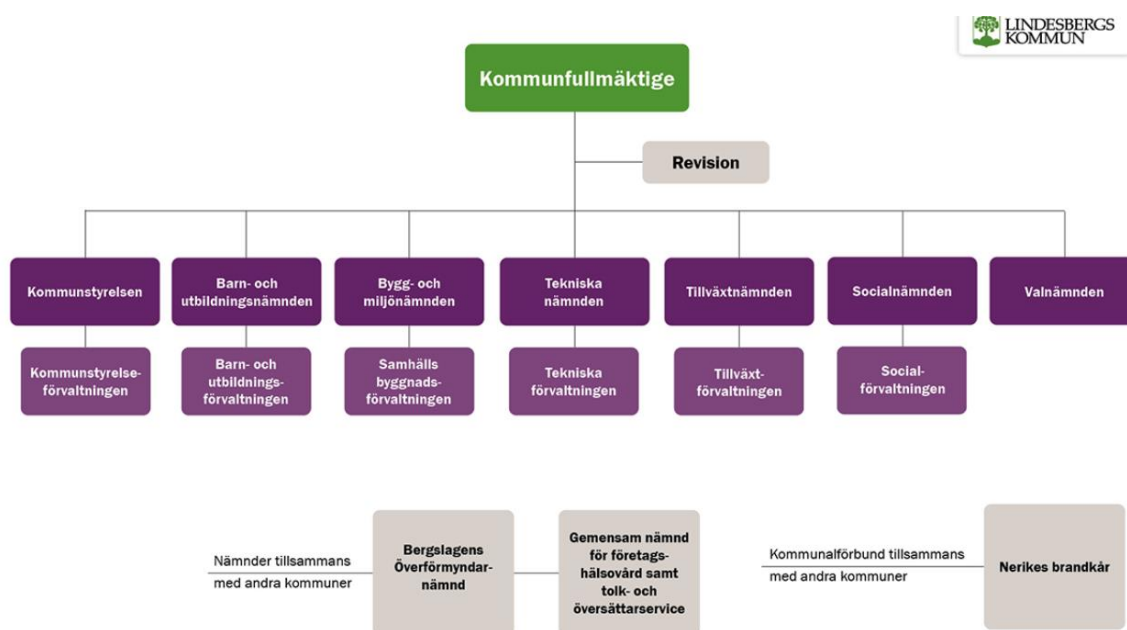 LINDESBERGS
KOMMUN
Kommunfullmäktige
Revision
Kommunstyrelsen
Barn- och
utbildningsnämnden
Bygg- och
miljönämnden
Tekniska
nämnden
Tillväxtnämnden
Socialnämnden
Valnämnden
Kommunstyrelse-
förvaltningen
Barn- och
utbildnings-
förvaltningen
Samhälls
byggnads-
förvaltningen
Tekniska
förvaltningen
Tillväxt-
förvaltningen
Social-
förvaltningen
Nämnder tillsammans
med andra kommuner
Bergslagens
Överförmyndar-
nämnd
Gemensam nämnd
för företags-
hälsovård samt
tolk- och
översättarservice
Kommunalförbund tillsammans
med andra kommuner
Nerikes brandkår